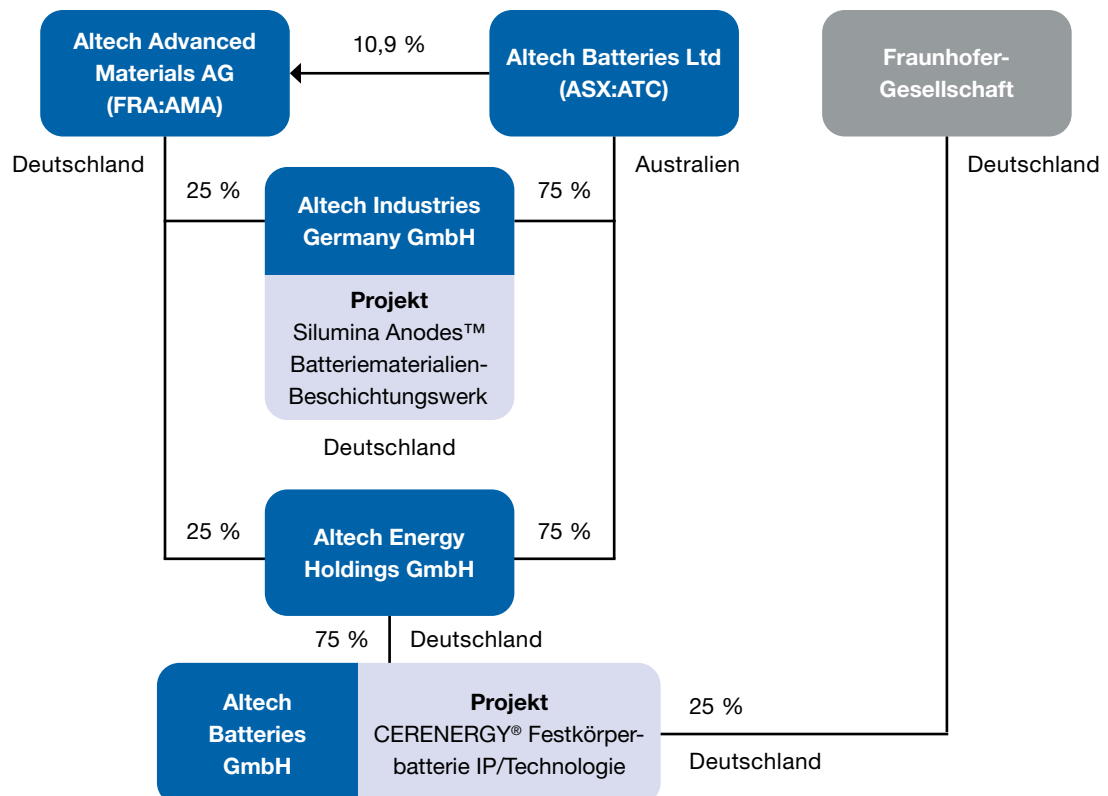 Altech Advanced
Materials AG
(FRA:AMA)
10,9 %
Altech Batteries Ltd
(ASX:ATC)
Fraunhofer-
Gesellschaft
Deutschland
Australien
Deutschland
25 %
Altech Industries
Germany GmbH
75 %
Projekt
Silumina Anodes™
Batteriematerialien-
Beschichtungswerk
Deutschland
25 %
Altech Energy
Holdings GmbH
75 %
75 %
Deutschland
Altech
Batteries
GmbH
Projekt
CERENERGY® Festkörper-
batterie IP/Technologie
25 %
Deutschland